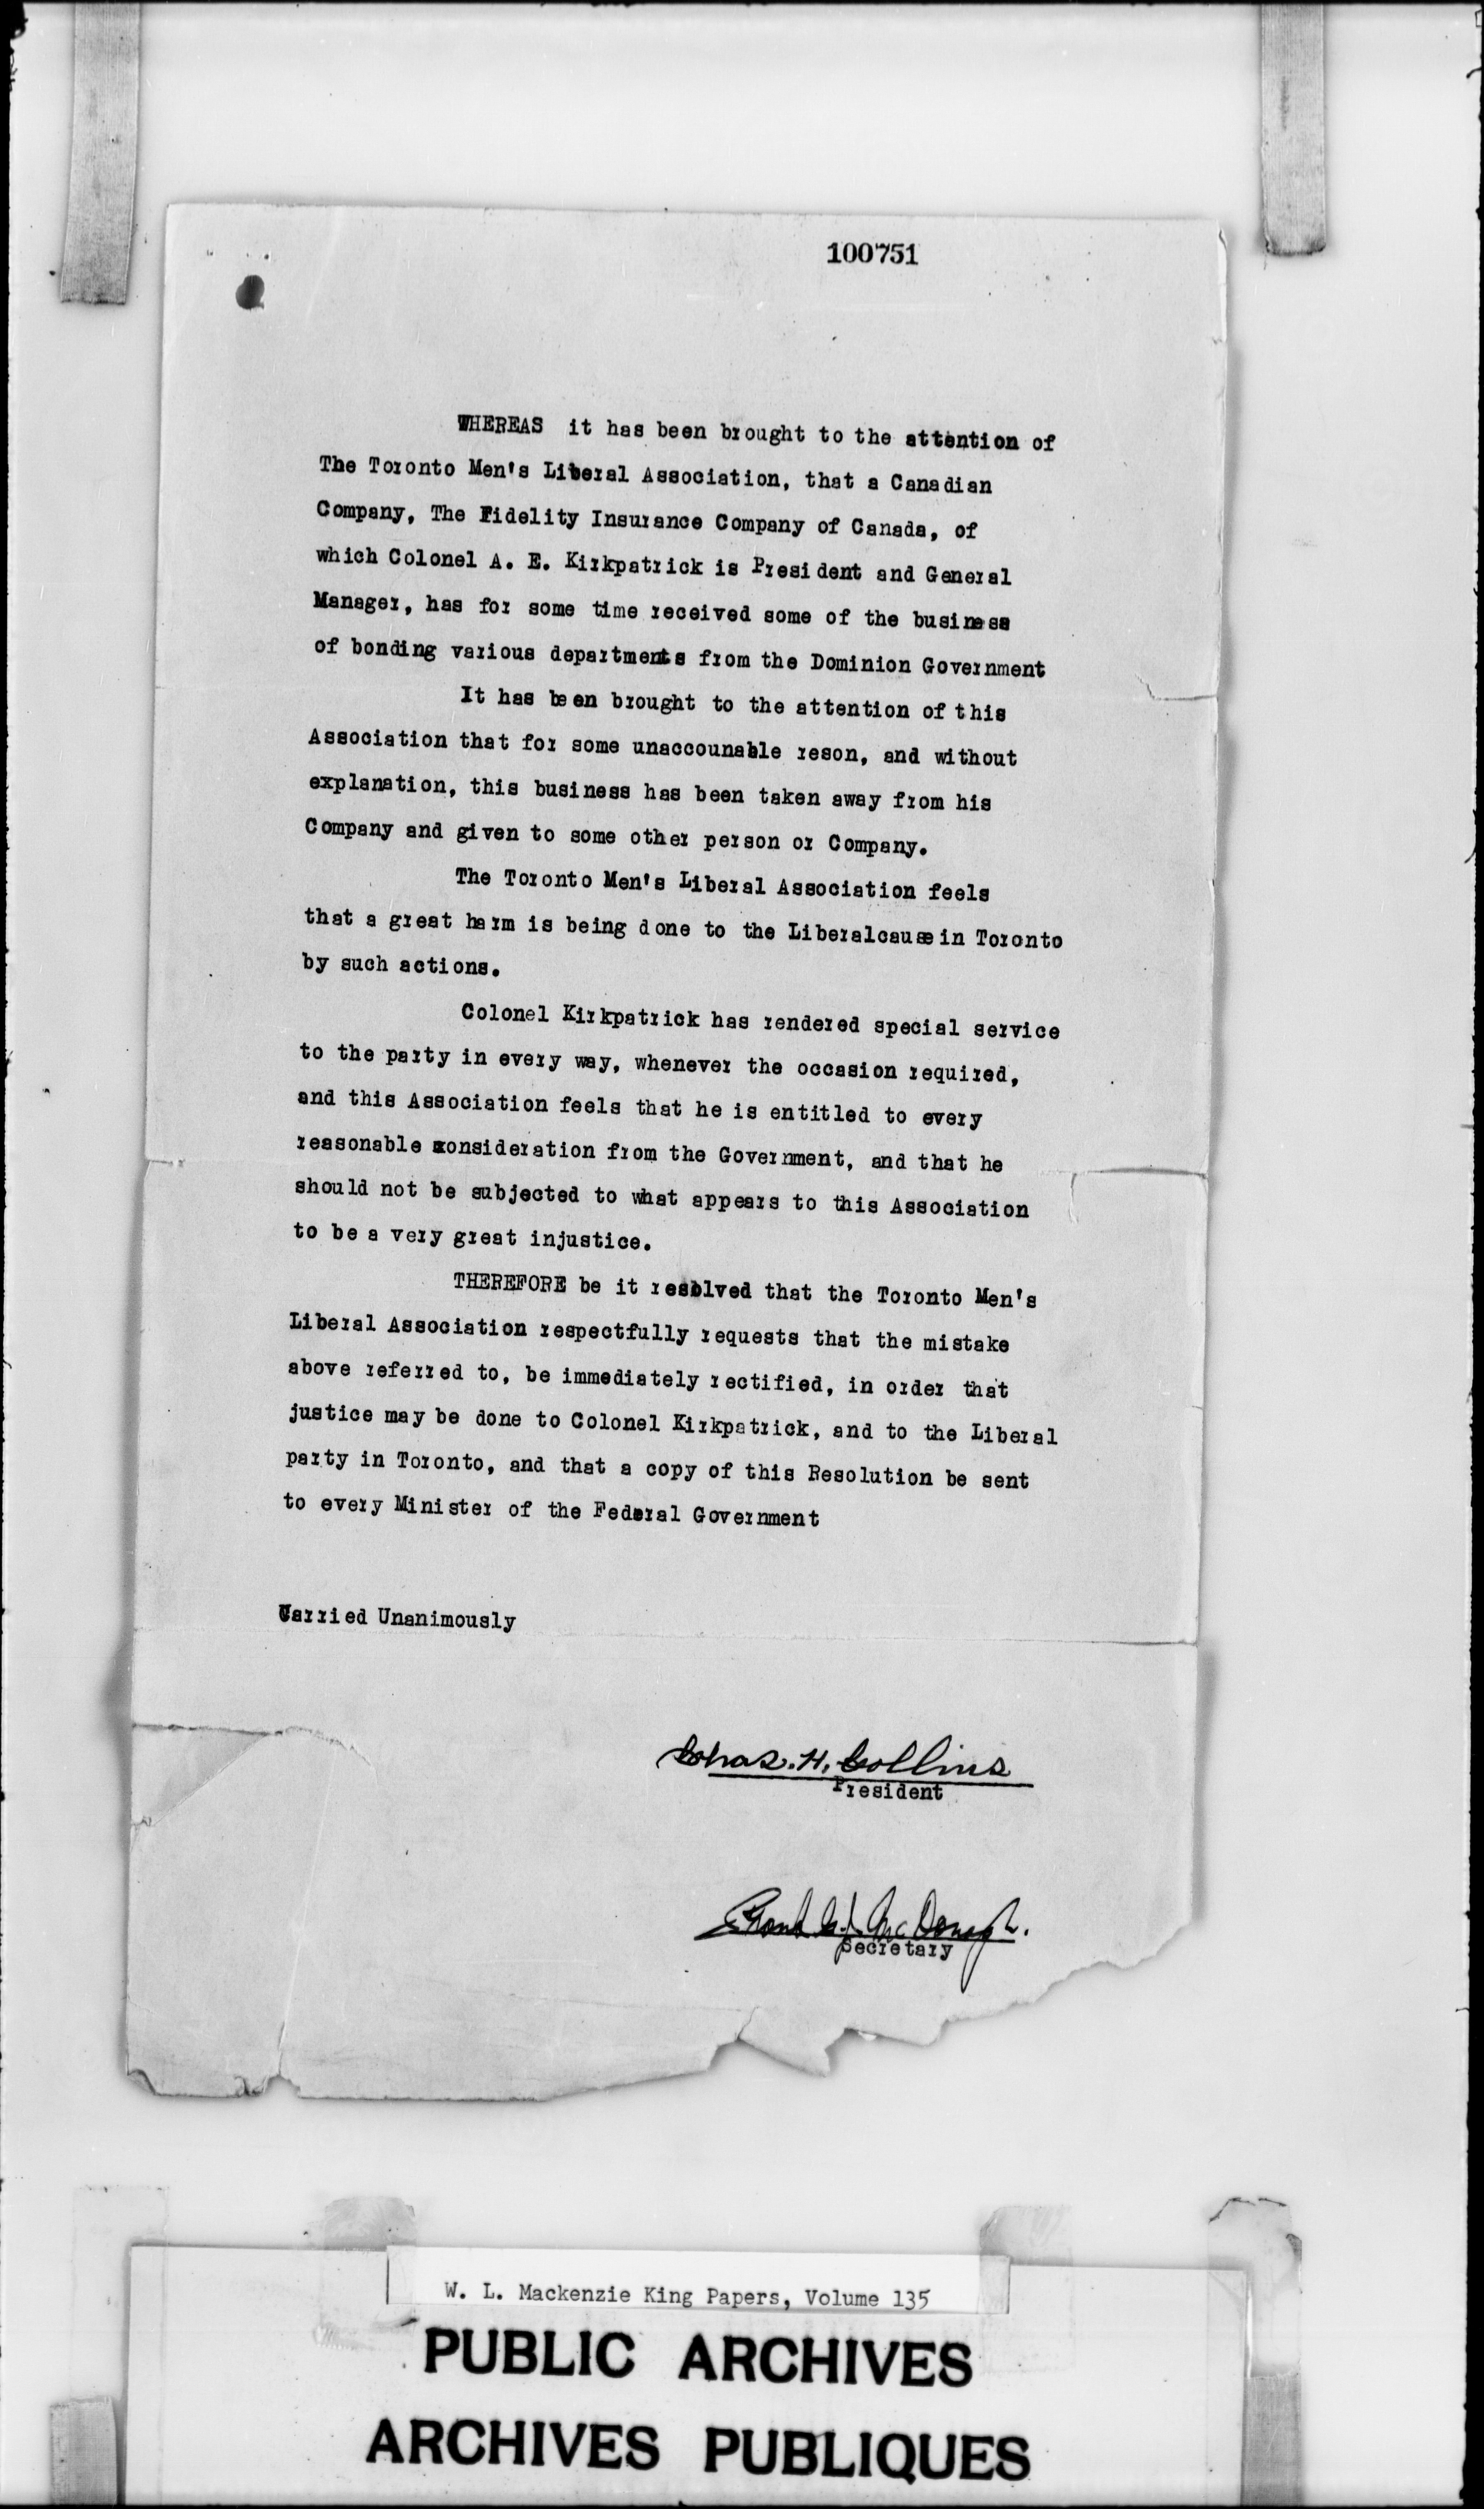 100751
WHEREAS it has been brought to the attention of
The Toronto Men's Liberal Association, that a Canadian
Company, The Fidelity Insurance Company of Canada, of
which Colonel A. E. Kirkpatrick is President and General
Manager, has for some time received some of the business
of bonding various departments from the Dominion Government
It has been brought to the attention of this
Association that for some unaccounable reson, and without
explanation, this business has been taken away from his
Company and given to some other person or Company.
The Toronto Men's Liberal Association feels
that a great harm is being done to the Liberalcause in Toronto
by such actions.
Colonel Kirkpatrick has rendered special service
to the party in every way, whenever the occasion required,
and this Association feels that he is entitled to every
reasonable consideration from the Government, and that he
should not be subjected to what appears to this Association
to be a very great injustice.
THEREFORE be it resolved that the Toronto Men's
Liberal Association respectfully requests that the mistake
above referred to, be immediately rectified, in order that
justice may be done to Colonel Kirkpatrick, and to the Liberal
party in Toronto, and that a copy of this Resolution be sent
to every Minister of the Federal Government
Carried Unanimously
Chas. H. Collins
President
Frank McDonagh.
Secretary
W. L. Mackenzie King Papers, Volume 135
PUBLIC ARCHIVES
ARCHIVES PUBLIQUES